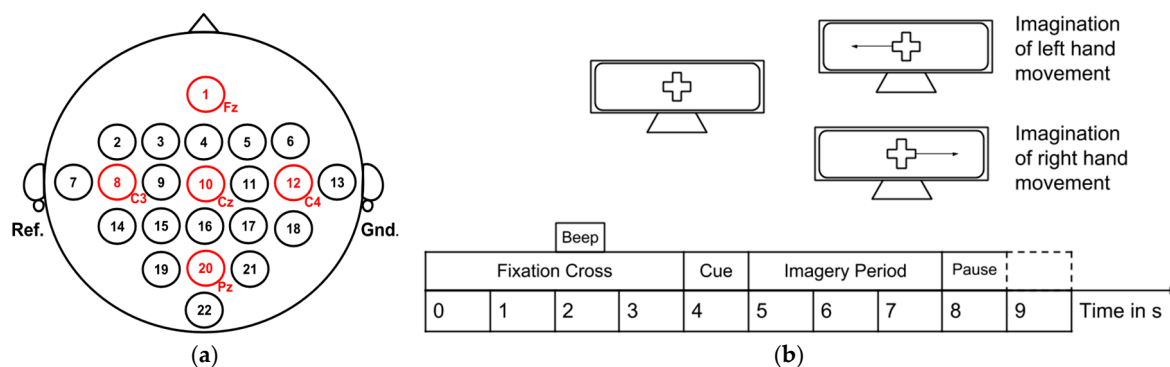 1
Fz
2 3 4 5 6
7 8 9 10 11 12 13
C3 Cz C4
Ref. Gnd.
14 15 16 17 18
19 20 21
Pz
22
(a)
Imagination
of left hand
movement
Imagination
of right hand
movement
Beep
Fixation Cross Cue Imagery Period Pause
0 1 2 3 4 5 6 7 8 9 Time in s
(b)